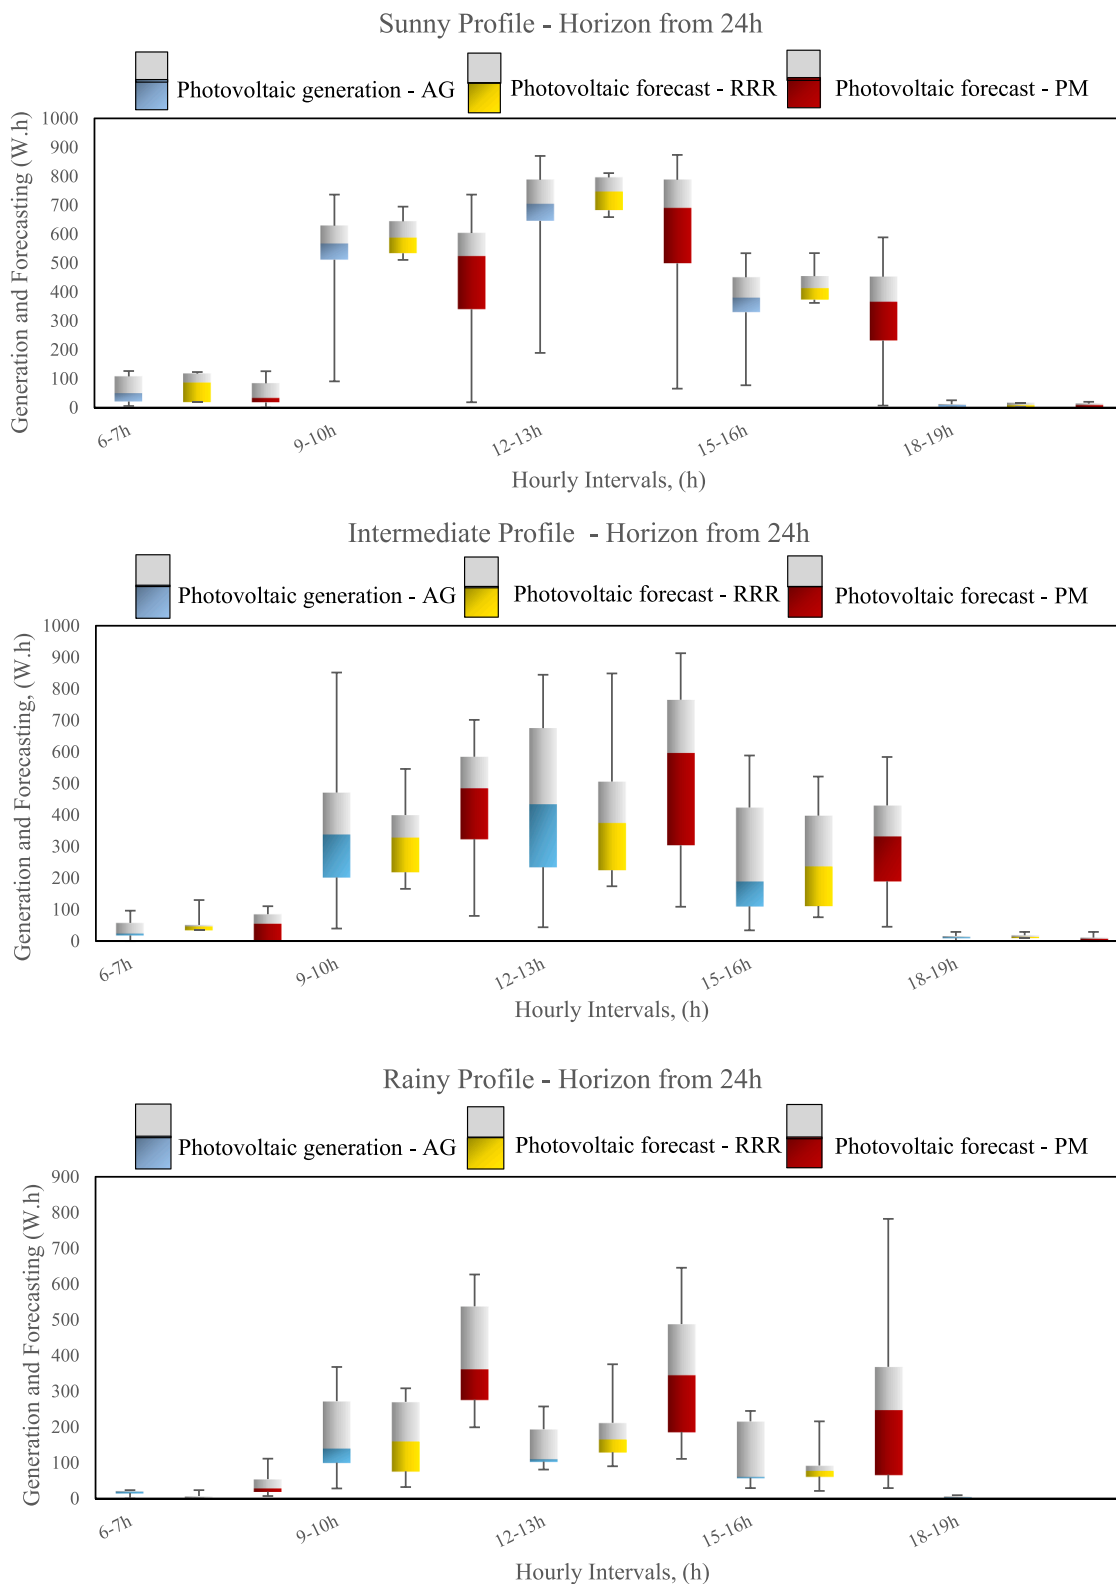 Sunny Profile - Horizon from 24h
Photovoltaic generation - AG
Photovoltaic forecast - RRR
Photovoltaic forecast - PM
Generation and Forecasting (W.h)
1000
900
800
700
600
500
400
300
200
100
0
6-7h
9-10h
12-13h
15-16h
18-19h
Hourly Intervals, (h)
Intermediate Profile - Horizon from 24h
Photovoltaic generation - AG
Photovoltaic forecast - RRR
Photovoltaic forecast - PM
Generation and Forecasting, (W.h)
1000
900
800
700
600
500
400
300
200
100
0
6-7h
9-10h
12-13h
15-16h
18-19h
Hourly Intervals, (h)
Rainy Profile - Horizon from 24h
Photovoltaic generation - AG
Photovoltaic forecast - RRR
Photovoltaic forecast - PM
Generation and Forecasting (W.h)
900
800
700
600
500
400
300
200
100
0
6-7h
9-10h
12-13h
15-16h
18-19h
Hourly Intervals, (h)